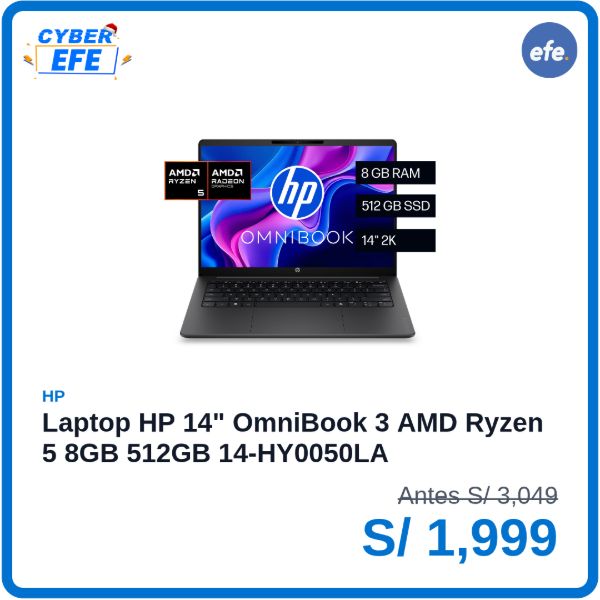 CYBER
EFE
efe.
AMD
RYZEN
5
AMD
RADEON
GRAPHICS
8 GB RAM
hp
512 GB SSD
OMNIBOOK
14" 2K
HP
Laptop HP 14" OmniBook 3 AMD Ryzen
5 8GB 512GB 14-HY0050LA
Antes S/ 3,049
S/ 1,999